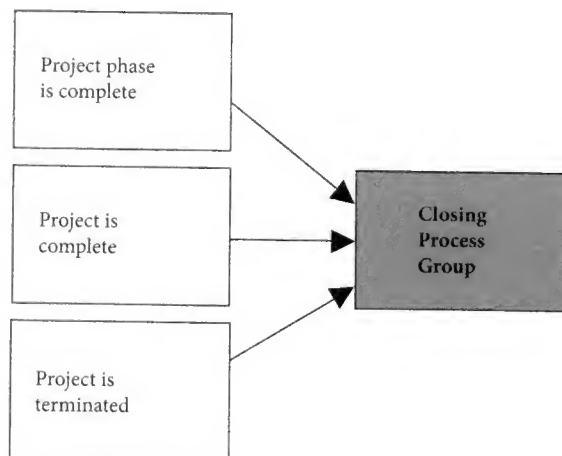 Project phase
is complete
Project is
complete
Project is
terminated
Closing
Process
Group